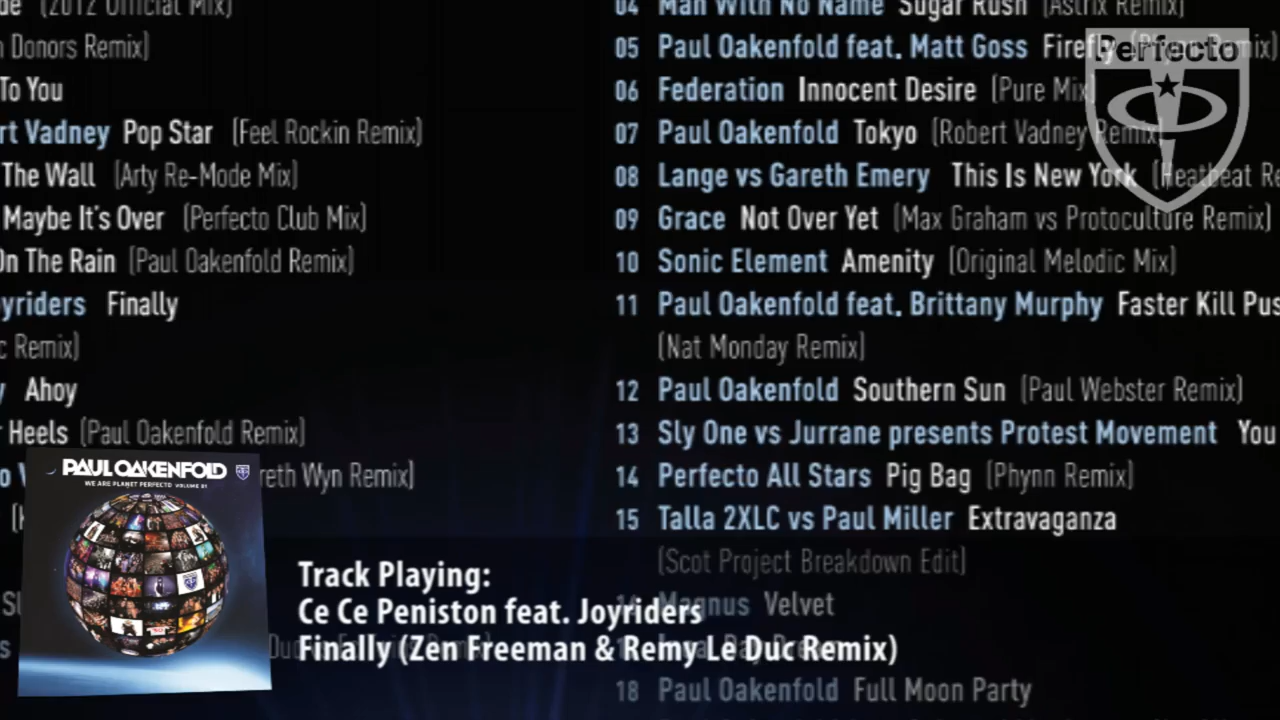 de (2012 Official Mix)
Donors Remix)
To You
rt Vadney Pop Star (Feel Rockin Remix)
The Wall (Arty Re-Mode Mix)
Maybe It's Over (Perfecto Club Mix)
On The Rain (Paul Oakenfold Remix)
oyriders Finally
c Remix)
Ahoy
Heels (Paul Oakenfold Remix)
reth Wyn Remix)
04 Man With No Name Sugar Rush (Astrix Remix)
05 Paul Oakenfold feat. Matt Goss Firefly
06 Federation Innocent Desire (Pure Mix)
07 Paul Oakenfold Tokyo (Robert Vadney Remix)
08 Lange vs Gareth Emery This Is New York (Heatbeat Re
09 Grace Not Over Yet (Max Graham vs Protoculture Remix)
10 Sonic Element Amenity (Original Melodic Mix)
11 Paul Oakenfold feat. Brittany Murphy Faster Kill Pus
(Nat Monday Remix)
12 Paul Oakenfold Southern Sun (Paul Webster Remix)
13 Sly One vs Jurrane presents Protest Movement You
14 Perfecto All Stars Pig Bag (Phynn Remix)
15 Talla 2XLC vs Paul Miller Extravaganza
(Scot Project Breakdown Edit)
Magnus Velvet
18 Paul Oakenfold Full Moon Party
Perfecto
PAUL OAKENFOLD
WE ARE PLANET PERFECTO VOLUME 01
Track Playing:
Ce Ce Peniston feat. Joyriders
Finally (Zen Freeman & Remy Le Duc Remix)